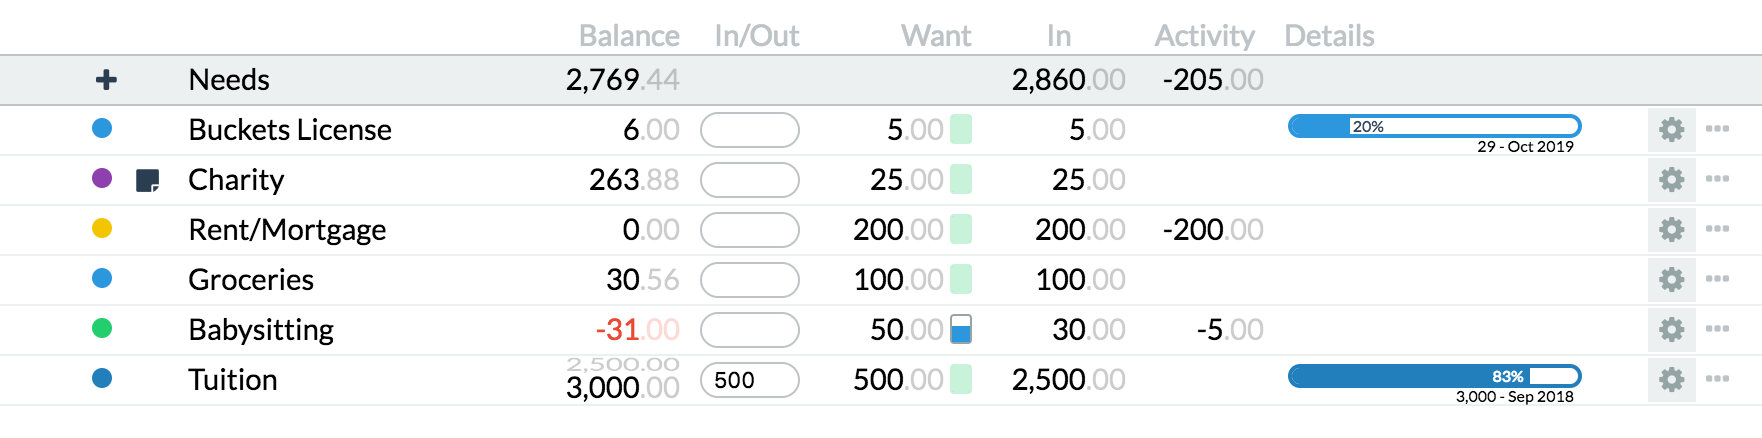 Balance In/Out Want In Activity Details
Needs 2,769.44 2,860.00 -205.00
Buckets License 6.00 5.00 5.00 20%
29 - Oct 2019
Charity 263.88 25.00 25.00
Rent/Mortgage 0.00 200.00 200.00 -200.00
Groceries 30.56 100.00 100.00
Babysitting -31.00 50.00 30.00 -5.00
2,500.00
Tuition 3,000.00 500 500.00 2,500.00 83%
3,000 - Sep 2018